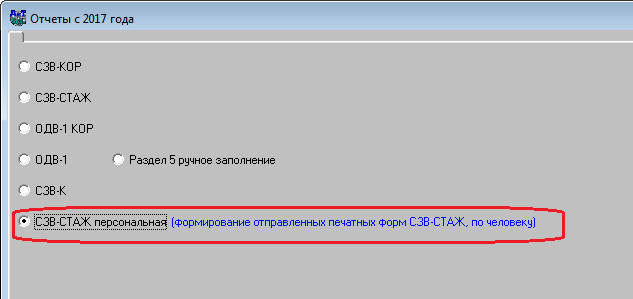 Отчеты с 2017 года
СЗВ-КОР
СЗВ-СТАЖ
ОДВ-1 КОР
ОДВ-1 Раздел 5 ручное заполнение
СЗВ-К
СЗВ-СТАЖ персональная (формирование отправленных печатных форм СЗВ-СТАЖ, по человеку)